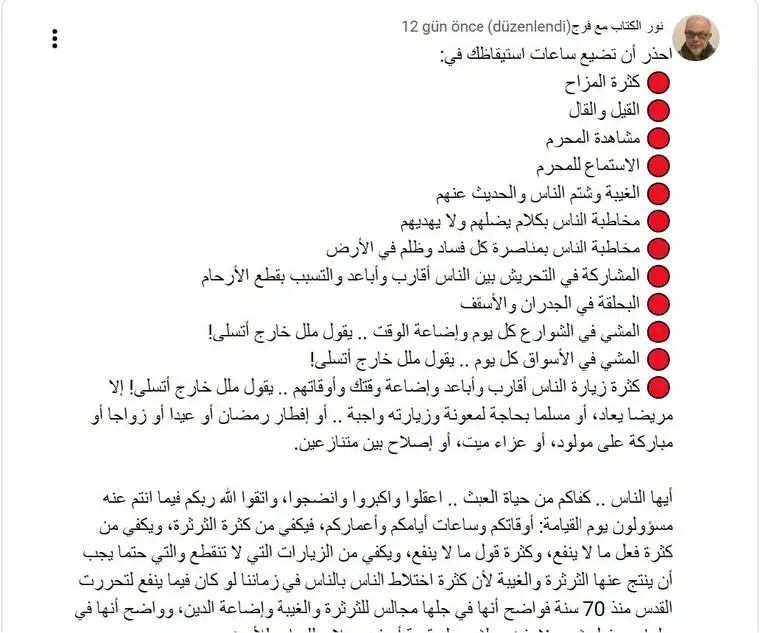 نور الكتاب مع فرج 12 gün önce (düzenlendi)
احذر أن تضيع ساعات استيقاظك في:
كثرة المزاح
القيل والقال
مشاهدة المحرم
الاستماع للمحرم
الغيبة وشتم الناس والحديث عنهم
مخاطبة الناس بكلام يضلهم ولا يهديهم
مخاطبة الناس بمناصرة كل فساد وظلم في الأرض
المشاركة في التحريش بين الناس أقارب وأباعد والتسبب بقطع الأرحام
البحلقة في الجدران والأسقف
المشي في الشوارع كل يوم وإضاعة الوقت .. يقول ملل خارج أتسلى!
المشي في الأسواق كل يوم .. يقول ملل خارج أتسلى!
كثرة زيارة الناس أقارب وأباعد وإضاعة وقتك وأوقاتهم .. يقول ملل خارج أتسلى! إلا
مريضا يعاد، أو مسلما بحاجة لمعونة وزيارته واجبة .. أو إفطار رمضان أو عيدا أو زواجا أو
مباركة على مولود، أو عزاء ميت، أو إصلاح بين متنازعين.
أيها الناس .. كفاكم من حياة العبث .. اعقلوا واكبروا وانضجوا، واتقوا الله ربكم فيما انتم عنه
مسؤولون يوم القيامة: أوقاتكم وساعات أيامكم وأعماركم، فيكفي من كثرة الثرثرة، ويكفي من
كثرة فعل ما لا ينفع، وكثرة قول ما لا ينفع، ويكفي من الزيارات التي لا تنقطع والتي حتما يجب
أن ينتج عنها الثرثرة والغيبة لأن كثرة اختلاط الناس بالناس في زماننا لو كان فيما ينفع لتحررت
القدس منذ 70 سنة فواضح أنها في جلها مجالس للثرثرة والغيبة وإضاعة الدين، وواضح أنها في